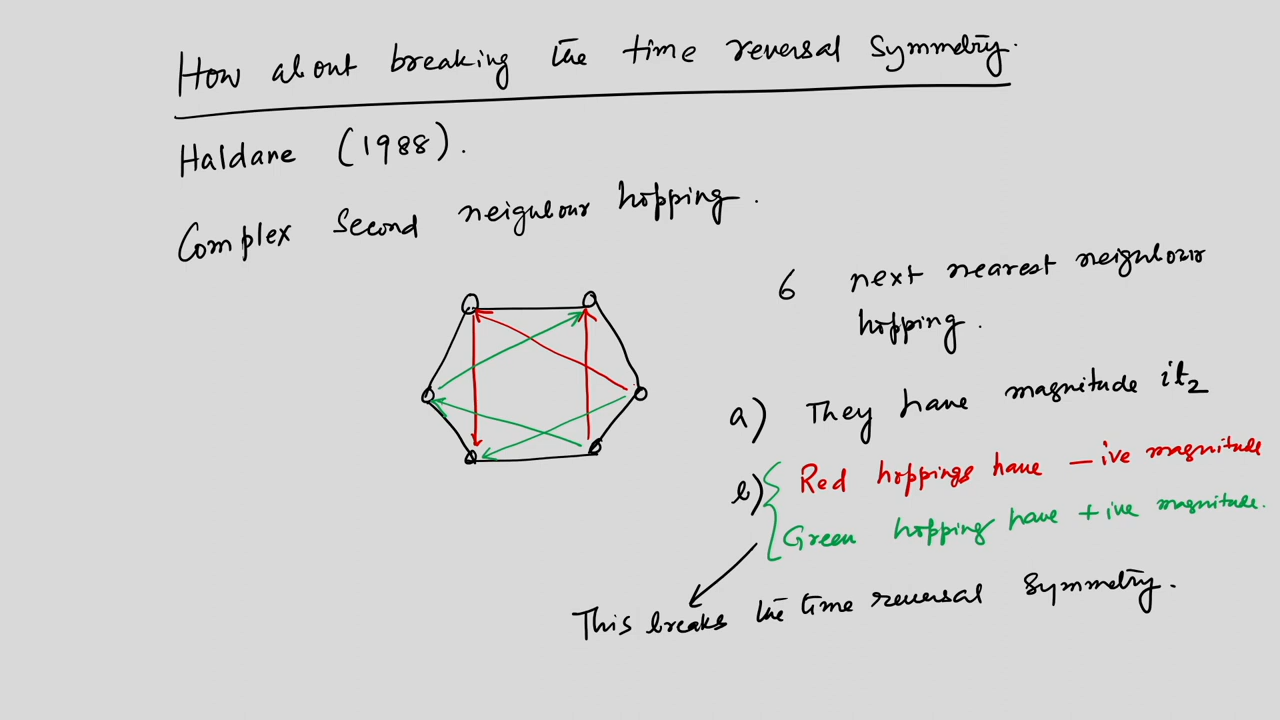 How about breaking the time reversal symmetry.
Haldane (1988).
Complex second neighbour hopping.
6 next nearest neighbour
hopping.
a) They have magnitude it₂
b) Red hoppings have - ive magnitude
Green hopping have + ive magnitude.
This breaks the time reversal symmetry.